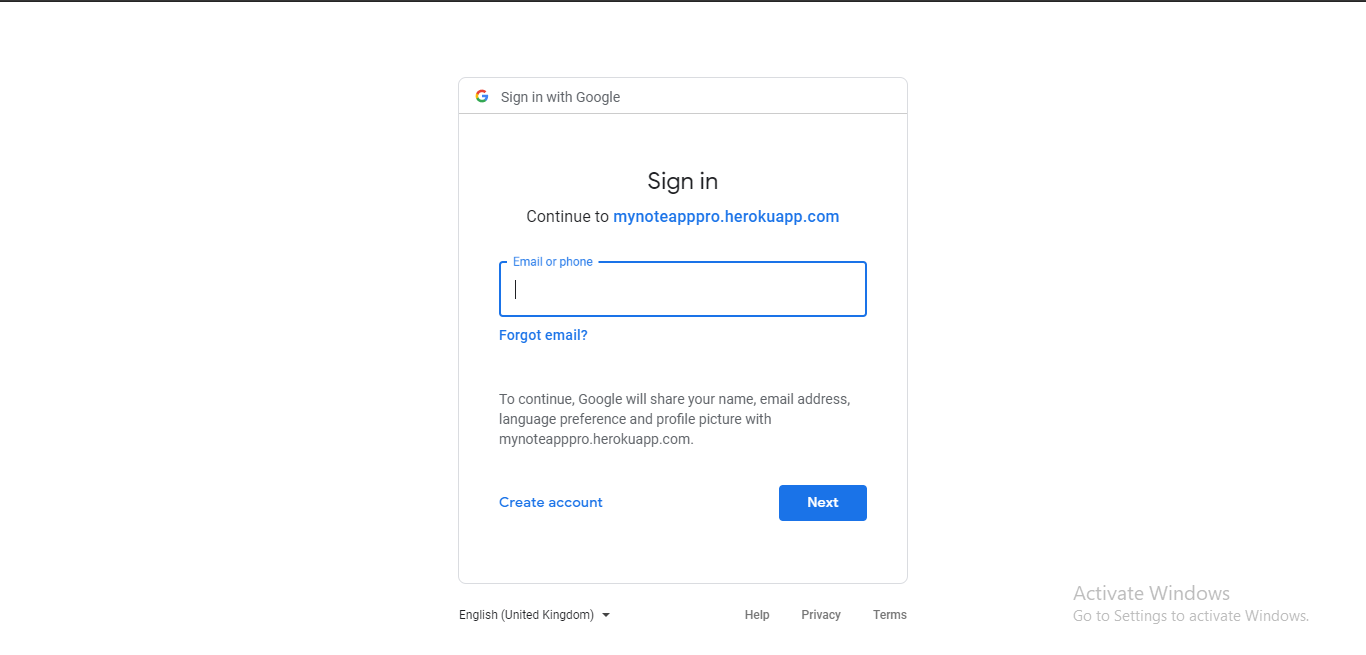 Sign in with Google
Sign in
Continue to mynoteapppro.herokuapp.com
Email or phone
Forgot email?
To continue, Google will share your name, email address,
language preference and profile picture with
mynoteapppro.herokuapp.com.
Create account
Next
English (United Kingdom)
Help
Privacy
Terms
Activate Windows
Go to Settings to activate Windows.